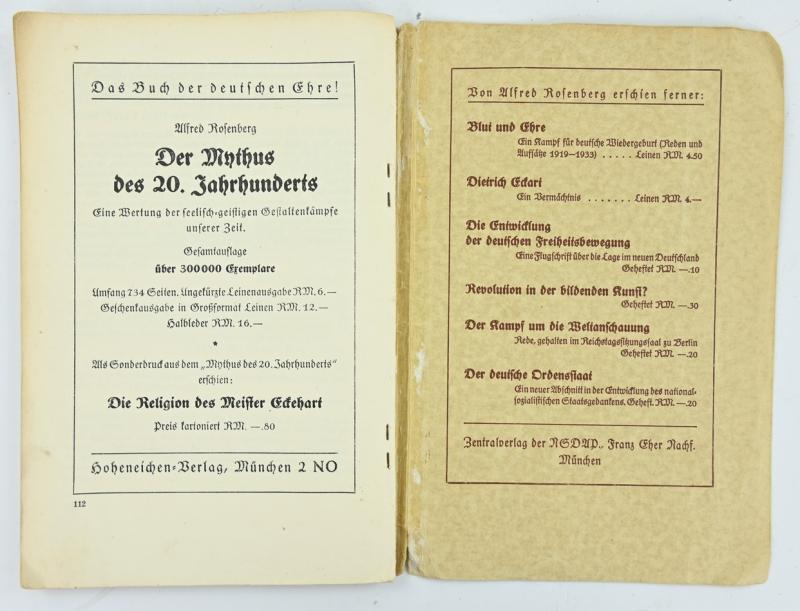 Das Buch der deutschen Ehre!
Alfred Rosenberg
Der Mythus
des 20. Jahrhunderts
Eine Wertung der seelisch-geistigen Gestaltenkämpfe
unserer Zeit.
Gesamtauflage
über 300000 Exemplare
Umfang 734 Seiten. Ungekürzte Leinenausgabe RM. 6.—
Geschenkausgabe in Großformat Leinen RM. 12.—
Halbleder RM. 16.—
*
Als Sonderdruck aus dem „Mythus des 20. Jahrhunderts"
erschien:
Die Religion des Meister Eckehart
Preis kartoniert RM. —.80
Hoheneichen-Verlag, München 2 NO
112
Von Alfred Rosenberg erschien ferner:
Blut und Ehre
Ein Kampf für deutsche Wiedergeburt (Reden und
Aufsätze 1919—1933) . . . . . Leinen RM. 4.50
Dietrich Eckart
Ein Vermächtnis . . . . . . . Leinen RM. 4.—
Die Entwicklung
der deutschen Freiheitsbewegung
Eine Flugschrift über die Lage im neuen Deutschland
Geheftet RM. —.10
Revolution in der bildenden Kunst?
Geheftet RM. —.30
Der Kampf um die Weltanschauung
Rede, gehalten im Reichstagssitzungssaal zu Berlin
Geheftet RM. —.20
Der deutsche Ordensstaat
Ein neuer Abschnitt in der Entwicklung des national-
sozialistischen Staatsgedankens. Geheft. RM. —.20
Zentralverlag der NSDAP., Franz Eher Nachf.
München